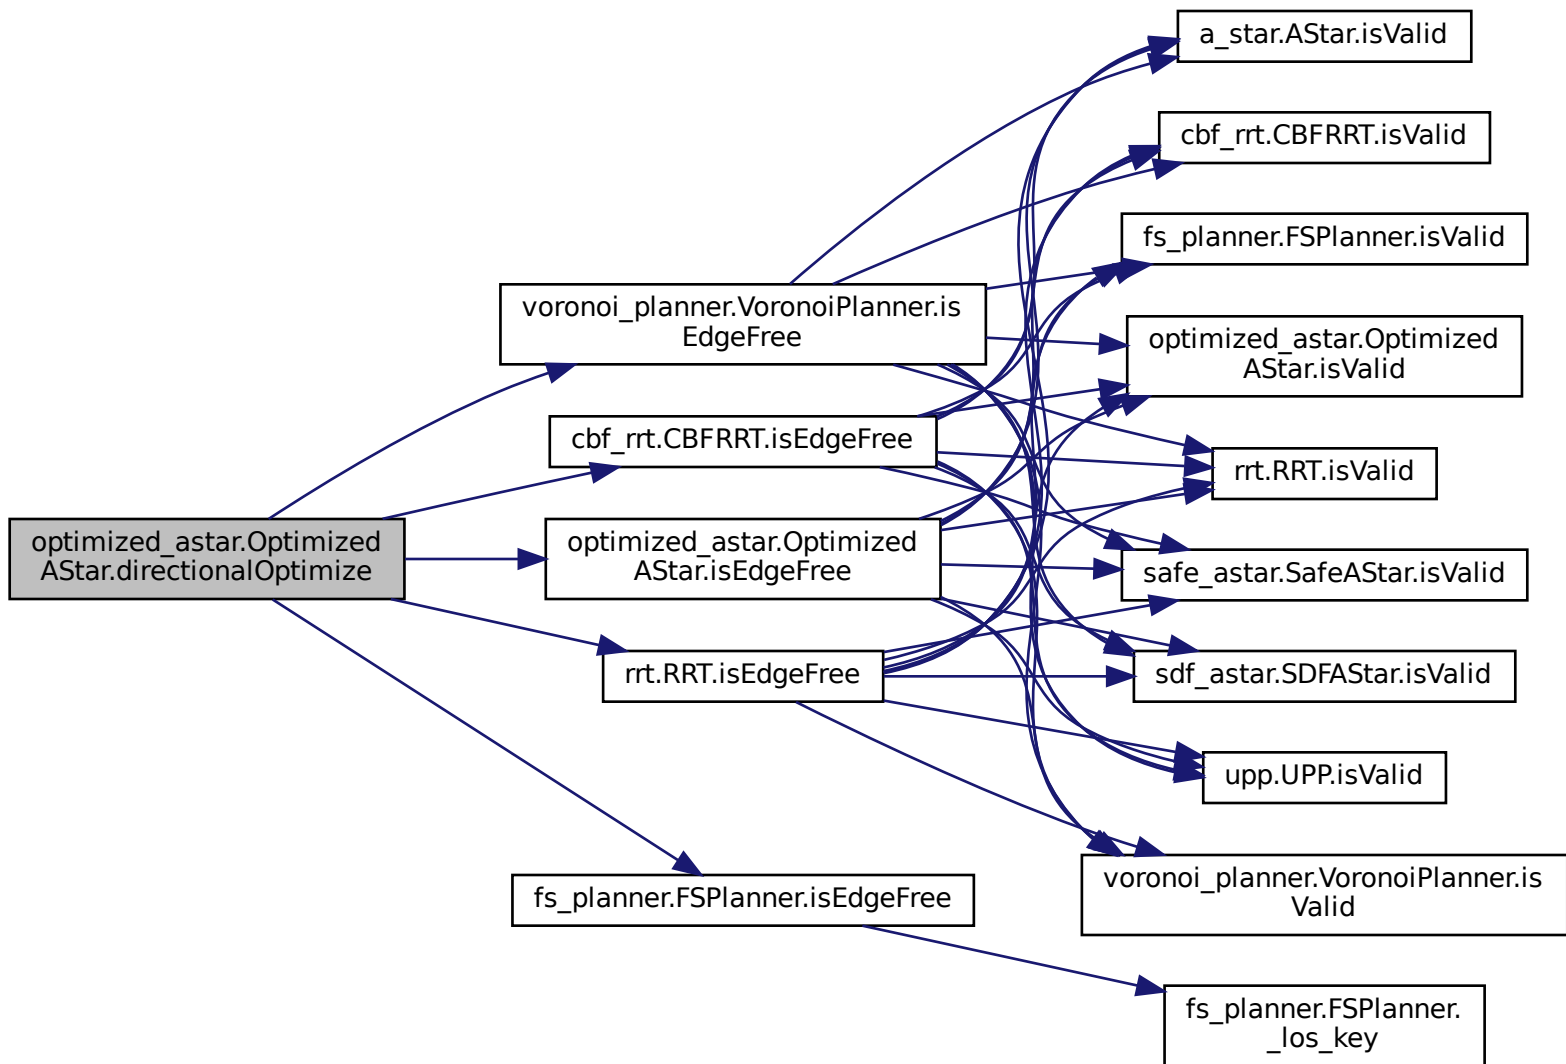 optimized_astar.Optimized
AStar.directionalOptimize
voronoi_planner.VoronoiPlanner.is
EdgeFree
cbf_rrt.CBFRRT.isEdgeFree
optimized_astar.Optimized
AStar.isEdgeFree
rrt.RRT.isEdgeFree
fs_planner.FSPlanner.isEdgeFree
a_star.AStar.isValid
cbf_rrt.CBFRRT.isValid
fs_planner.FSPlanner.isValid
optimized_astar.Optimized
AStar.isValid
rrt.RRT.isValid
safe_astar.SafeAStar.isValid
sdf_astar.SDFAStar.isValid
upp.UPP.isValid
voronoi_planner.VoronoiPlanner.is
Valid
fs_planner.FSPlanner.
_los_key